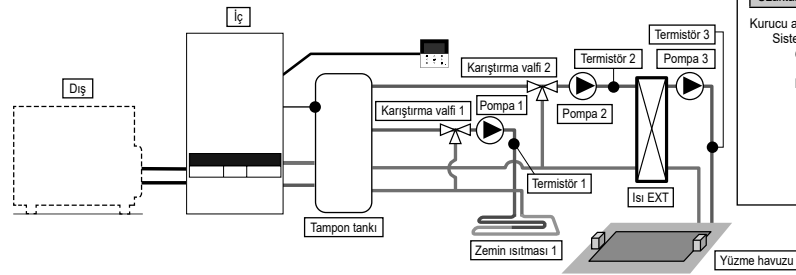 İç
Dış
Karıştırma valfi 2
Termistör 2
Termistör 3
Pompa 3
Karıştırma valfi 1
Pompa 1
Pompa 2
Termistör 1
Isı EXT
Tampon tankı
Zemin ısıtması 1
Yüzme havuzu
Kurucu a
Siste